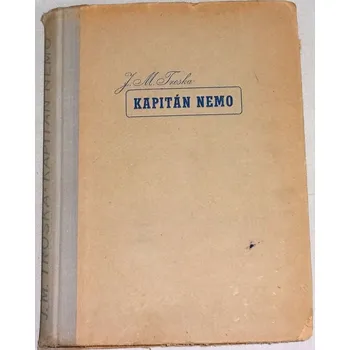 J. M. Troska
KAPITÁN NEMO
J. M. TROSKA • KAPITÁN NEMO